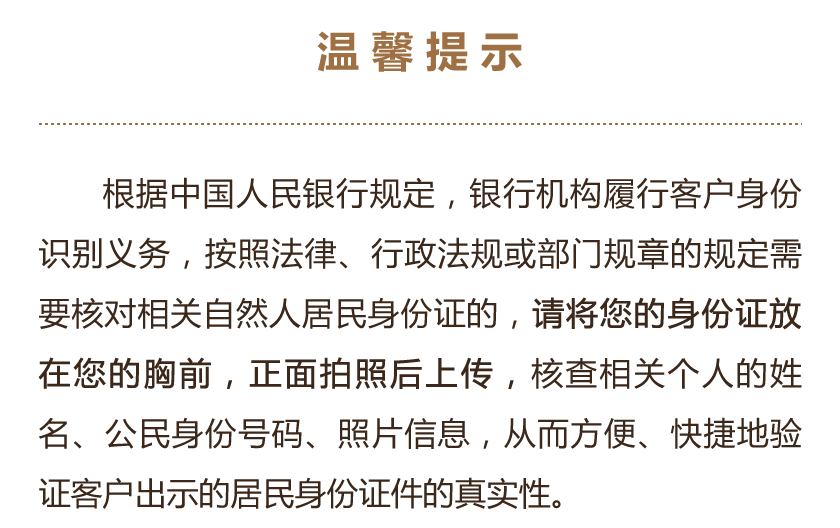 温馨提示
根据中国人民银行规定，银行机构履行客户身份
识别义务，按照法律、行政法规或部门规章的规定需
要核对相关自然人居民身份证的，请将您的身份证放
在您的胸前，正面拍照后上传，核查相关个人的姓
名、公民身份号码、照片信息，从而方便、快捷地验
证客户出示的居民身份证件的真实性。